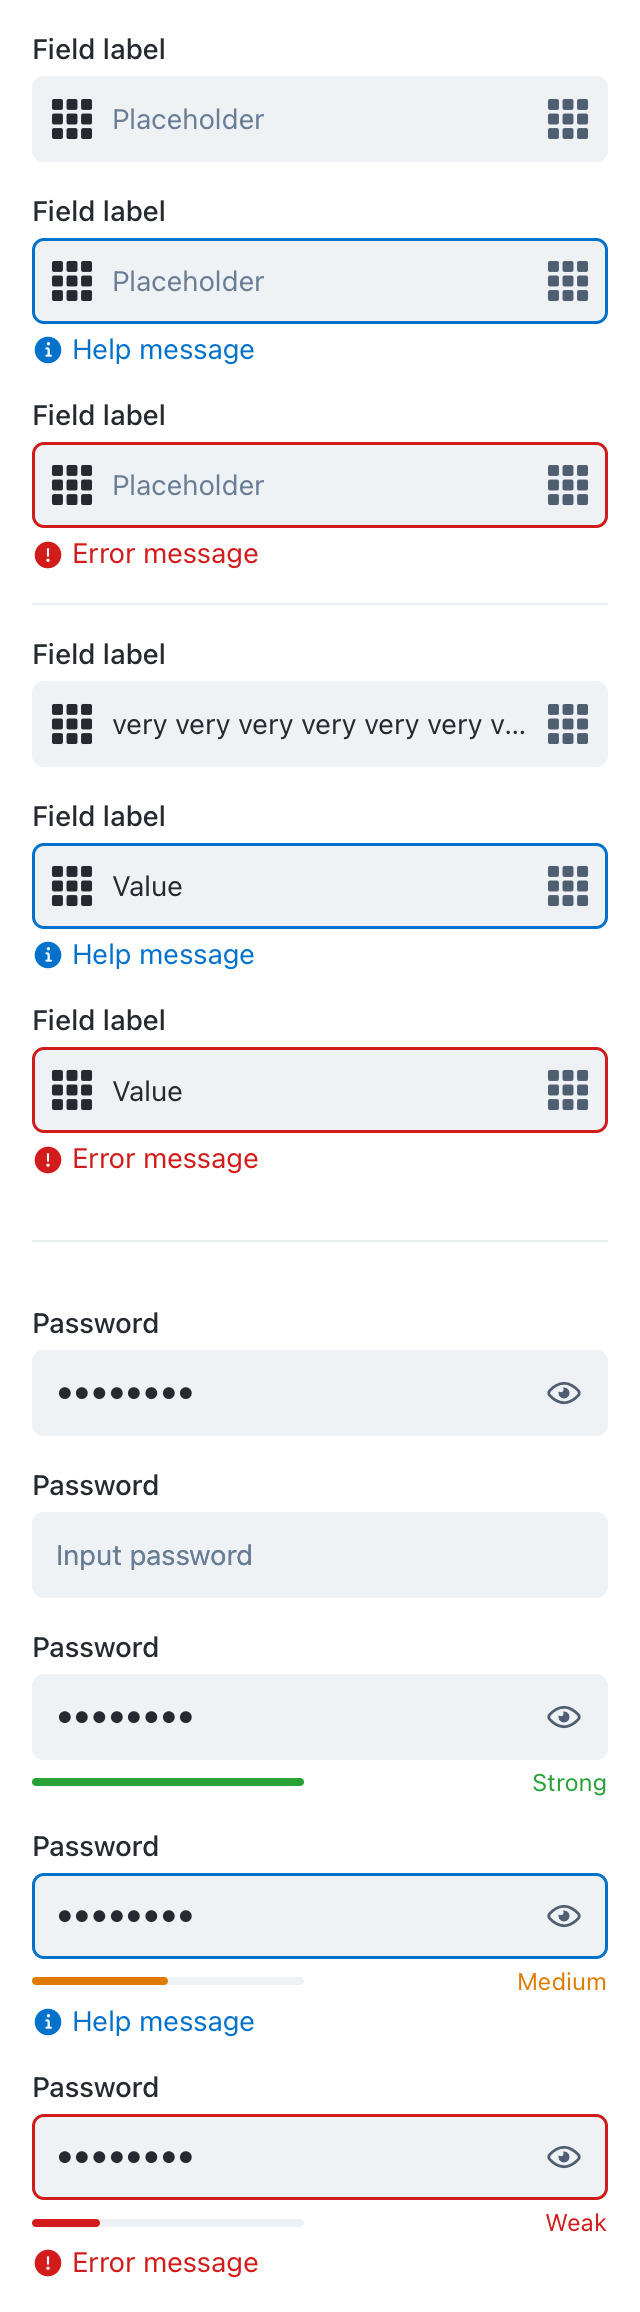 Field label
Placeholder
Field label
Placeholder
Help message
Field label
Placeholder
Error message
Field label
very very very very very very v...
Field label
Value
Help message
Field label
Value
Error message
Password
••••••••
Password
Input password
Password
••••••••
Strong
Password
••••••••
Medium
Help message
Password
••••••••
Weak
Error message